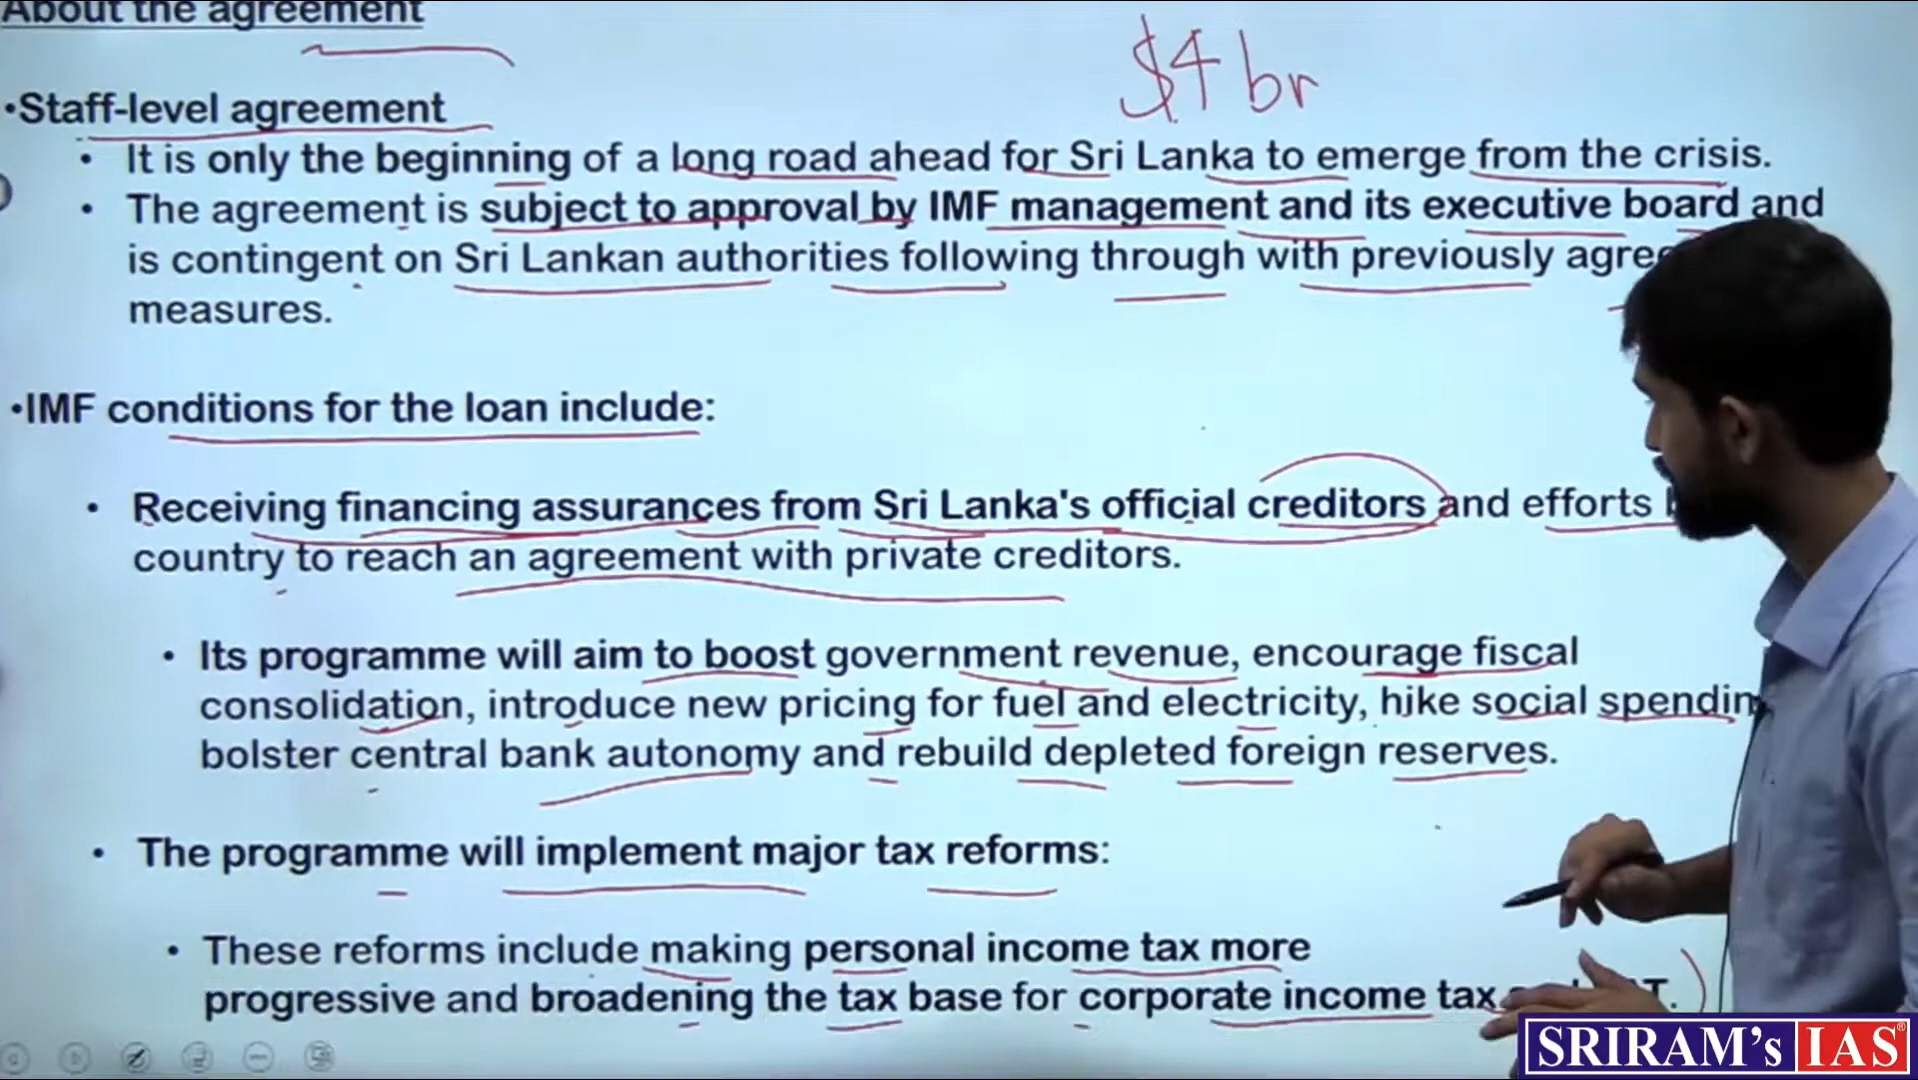 About the agreement
$4 bn
•Staff-level agreement
• It is only the beginning of a long road ahead for Sri Lanka to emerge from the crisis.
• The agreement is subject to approval by IMF management and its executive board and
is contingent on Sri Lankan authorities following through with previously
measures.
•IMF conditions for the loan include:
• Receiving financing assurances from Sri Lanka's official creditors and efforts
country to reach an agreement with private creditors.
• Its programme will aim to boost government revenue, encourage fiscal
consolidation, introduce new pricing for fuel and electricity, hike social
bolster central bank autonomy and rebuild depleted foreign reserves.
• The programme will implement major tax reforms:
• These reforms include making personal income tax more
progressive and broadening the tax base for corporate income tax
SRIRAM's IAS®